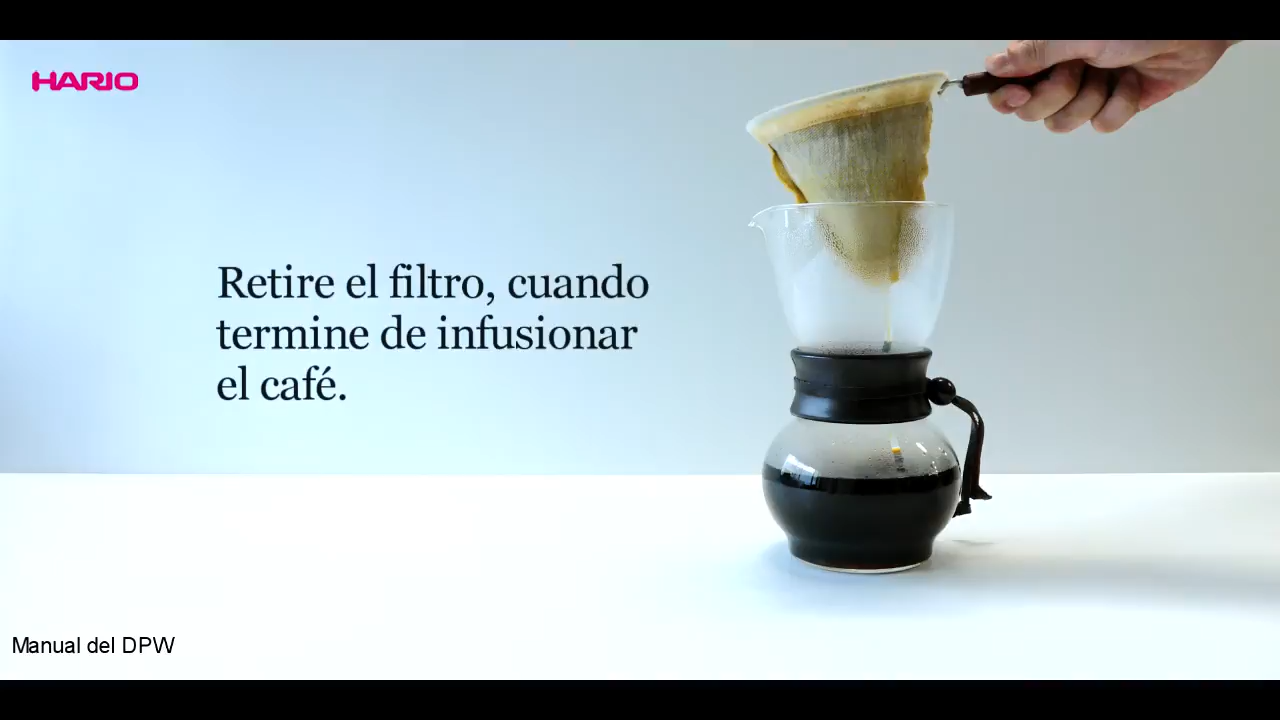 HARIO
Retire el filtro, cuando
termine de infusionar
el café.
Manual del DPW